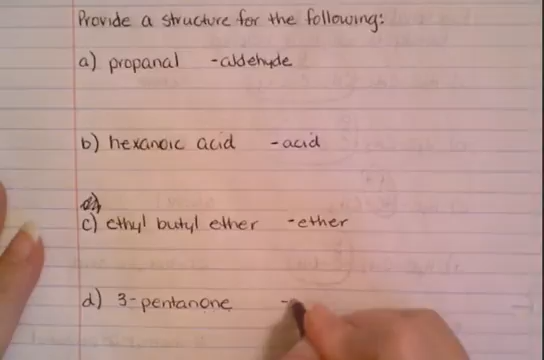 Provide a structure for the following:
a) propanal -aldehyde
b) hexanoic acid -acid
c) ethyl butyl ether -ether
d) 3-pentanone -